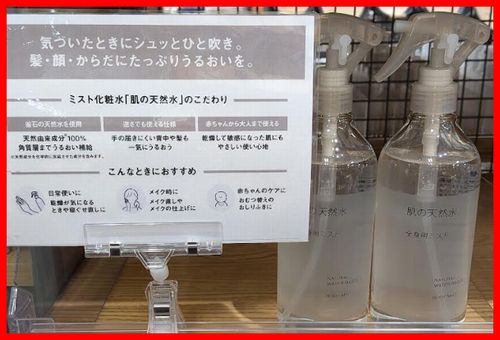 気づいたときにシュッとひと吹き。
髪・顔・からだにたっぷりうるおいを。
ミスト化粧水「肌の天然水」のこだわり
釜石の天然水を使用
逆さでも使える仕様
赤ちゃんから大人まで使える
天然由来成分※100%
角質層までうるおい補給
手の届きにくい背中や髪も
一気にうるおう
乾燥して敏感になった肌にも
やさしい使い心地
こんなときにおすすめ
日常使いに
乾燥が気になる
ときや寝ぐせ直しに
メイク時に
メイク直しや
メイクの仕上げに
赤ちゃんのケアに
おむつ替えの
おしりふきに
肌の天然水
全身用ミスト
NATURAL
肌の天然水
全身用ミスト
NATURAL